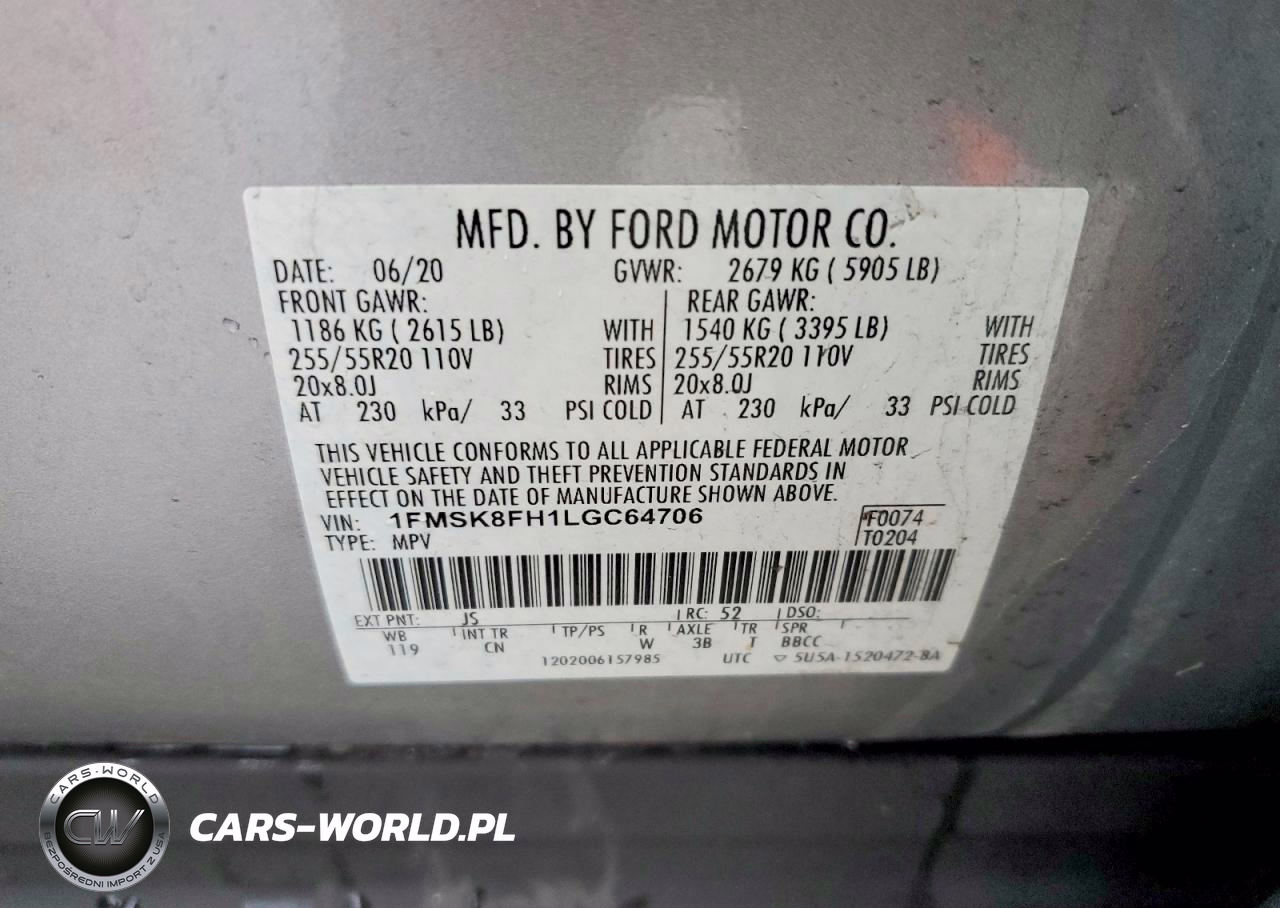 MFD. BY FORD MOTOR CO.
DATE: 06/20 GVWR: 2679 KG ( 5905 LB)
FRONT GAWR: REAR GAWR:
1186 KG ( 2615 LB) WITH 1540 KG ( 3395 LB) WITH
255/55R20 110V TIRES 255/55R20 110V TIRES
20x8.0J RIMS 20x8.0J RIMS
AT 230 kPa/ 33 PSI COLD AT 230 kPa/ 33 PSI COLD
THIS VEHICLE CONFORMS TO ALL APPLICABLE FEDERAL MOTOR
VEHICLE SAFETY AND THEFT PREVENTION STANDARDS IN
EFFECT ON THE DATE OF MANUFACTURE SHOWN ABOVE.
VIN: 1FMSK8FH1LGC64706 F0074
TYPE: MPV T0204
EXT PNT: JS RC: 52 DSO:
WB INT TR TP/PS R AXLE TR SPR
119 CN W 3B T BBCC
1202006157985 UTC ▽ 5U5A-1520472-BA
CARS-WORLD
CW
BEZPOŚREDNI IMPORT Z USA
CARS-WORLD.PL